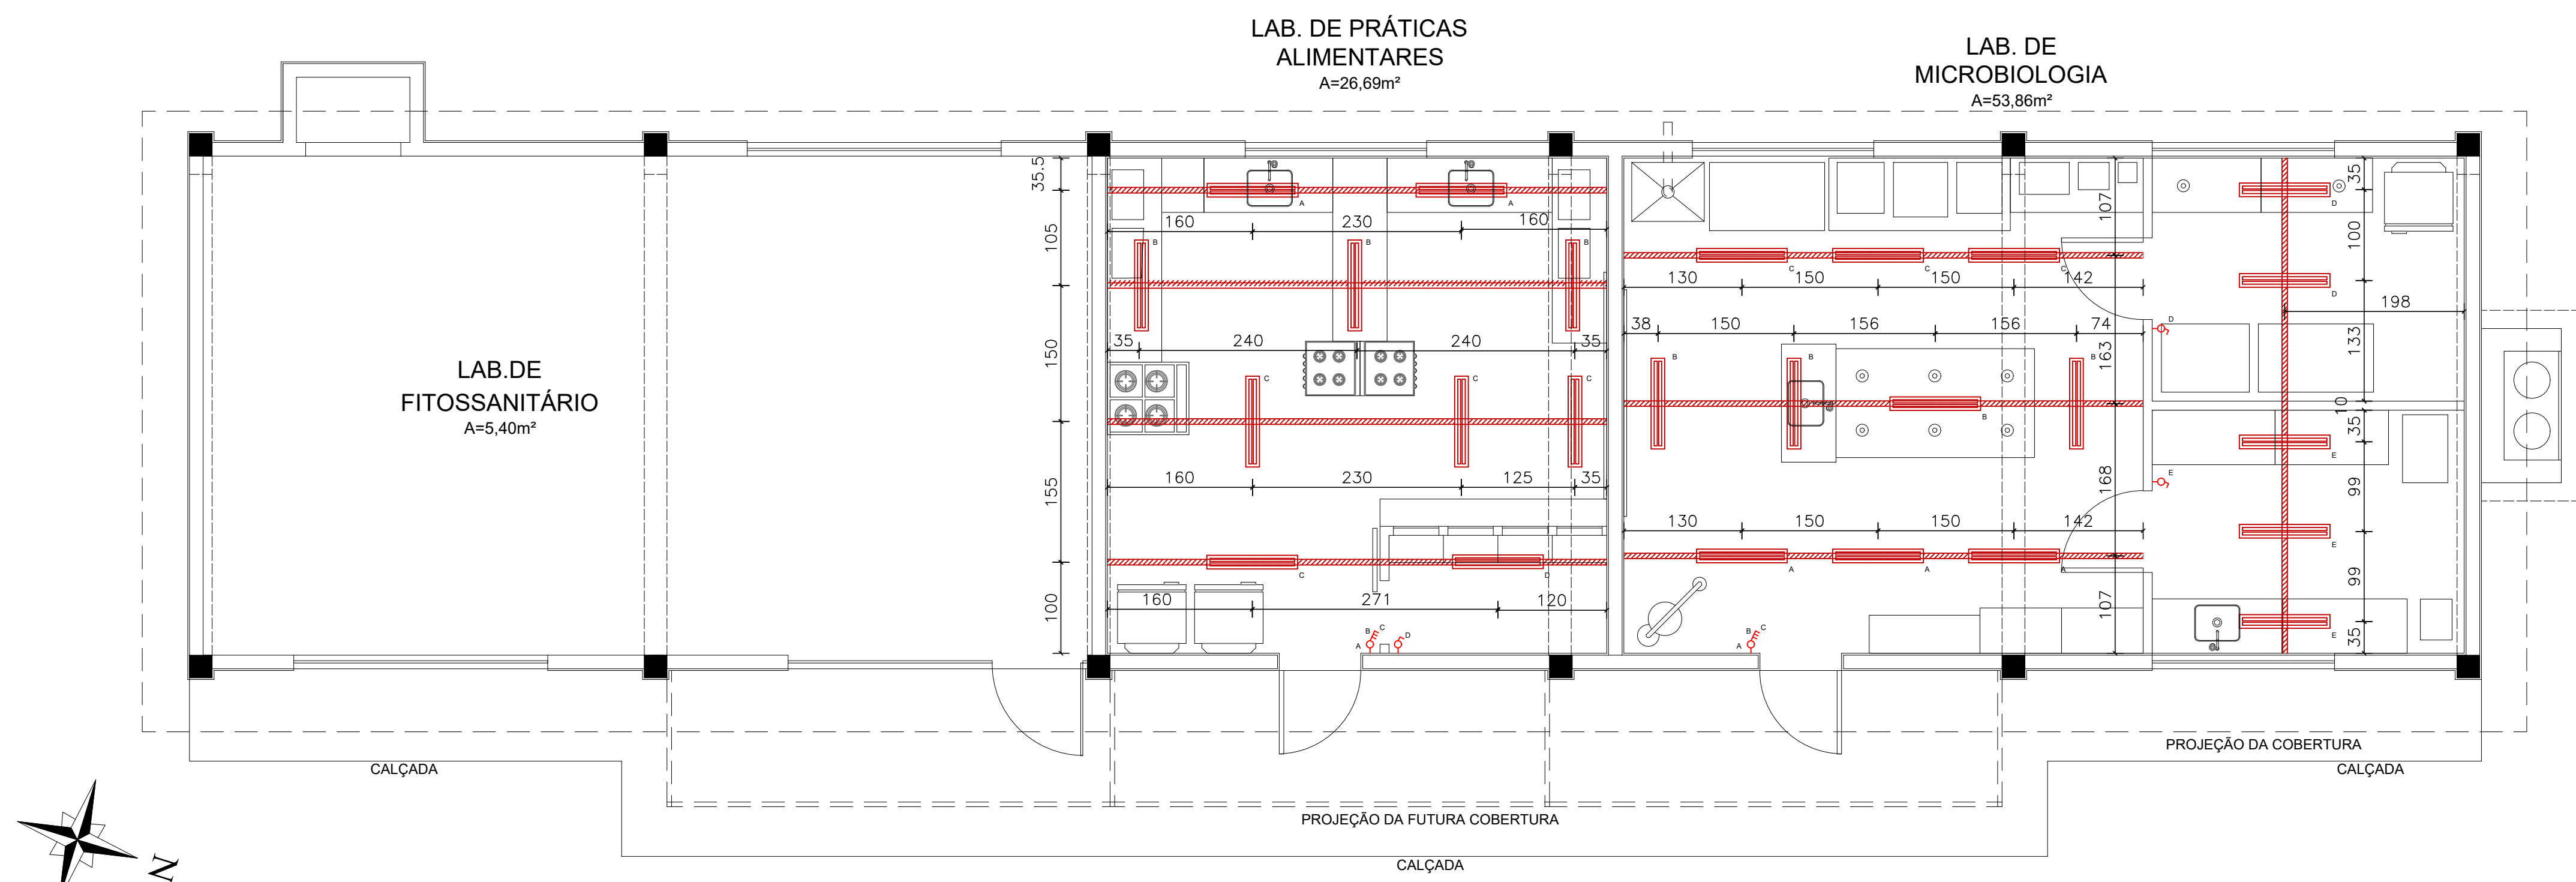 LAB. DE PRÁTICAS
ALIMENTARES
A=26,69m²
LAB. DE
MICROBIOLOGIA
A=53,86m²
LAB.DE
FITOSSANITÁRIO
A=5,40m²
35.5
105
150
155
100
A
A
160
230
160
B
B
B
35
240
240
35
C
C
C
160
230
125
35
C
D
160
271
120
A
B
C
D
107
163
168
107
C
C
C
130
150
150
142
38
150
156
156
74
B
B
B
B
130
150
150
142
A
A
A
A
B
C
D
E
35
100
133
10
35
99
99
35
198
D
D
E
E
E
PROJEÇÃO DA COBERTURA
CALÇADA
CALÇADA
PROJEÇÃO DA FUTURA COBERTURA
CALÇADA
N